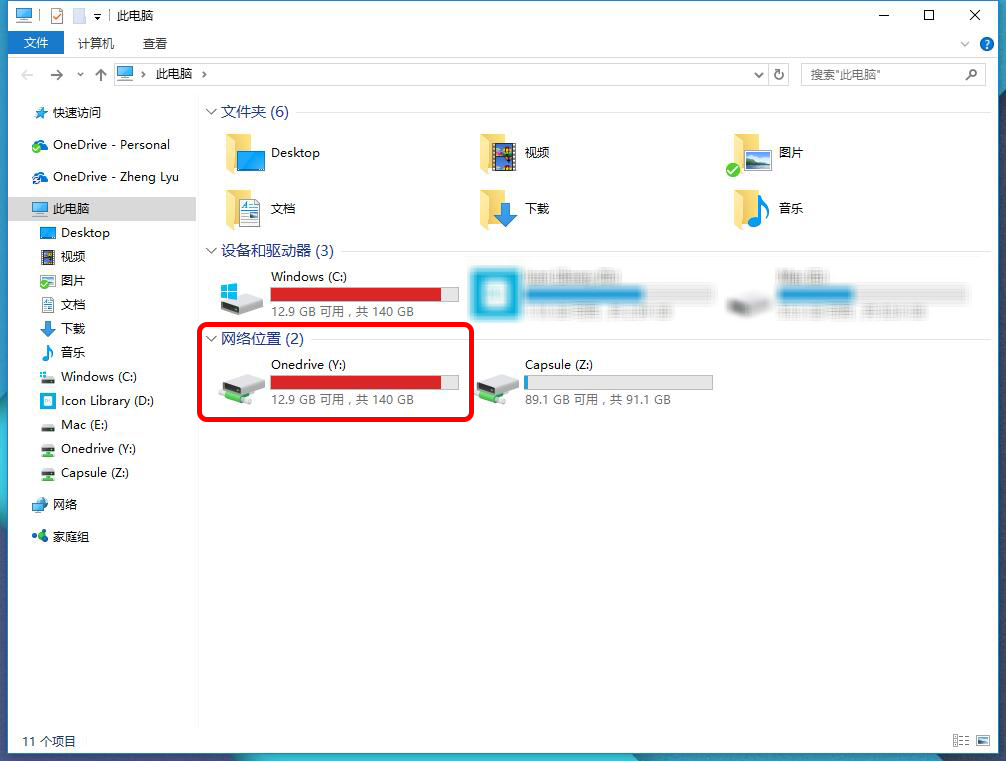 此电脑
文件 计算机 查看
此电脑
搜索"此电脑"
快速访问
OneDrive - Personal
OneDrive - Zheng Lyu
此电脑
Desktop
视频
图片
文档
下载
音乐
Windows (C:)
Icon Library (D:)
Mac (E:)
Onedrive (Y:)
Capsule (Z:)
网络
家庭组
文件夹 (6)
Desktop
视频
图片
文档
下载
音乐
设备和驱动器 (3)
Windows (C:)
12.9 GB 可用，共 140 GB
网络位置 (2)
Onedrive (Y:)
12.9 GB 可用，共 140 GB
Capsule (Z:)
89.1 GB 可用，共 91.1 GB
11 个项目